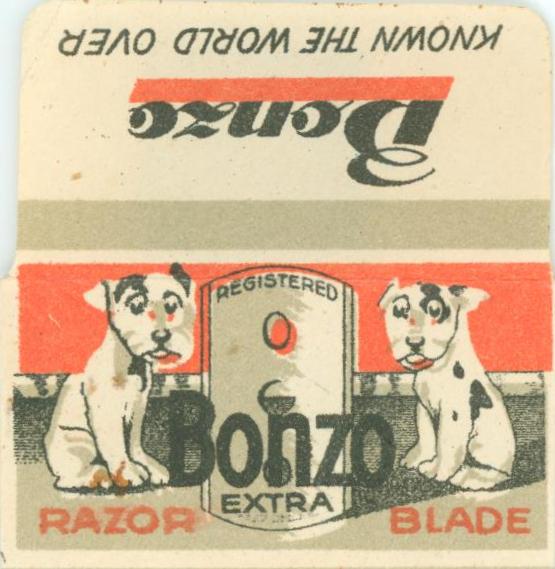 KNOWN THE WORLD OVER
Bonzo
REGISTERED
Bonzo
EXTRA
RAZOR BLADE